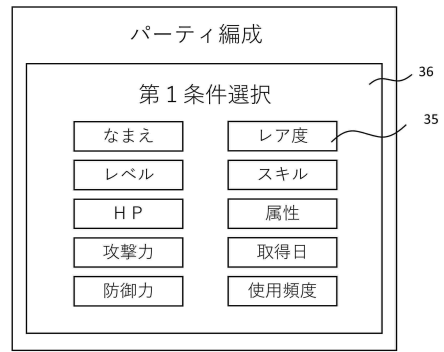 パーティ編成
第１条件選択
36
35
なまえ レア度
レベル スキル
ＨＰ 属性
攻撃力 取得日
防御力 使用頻度